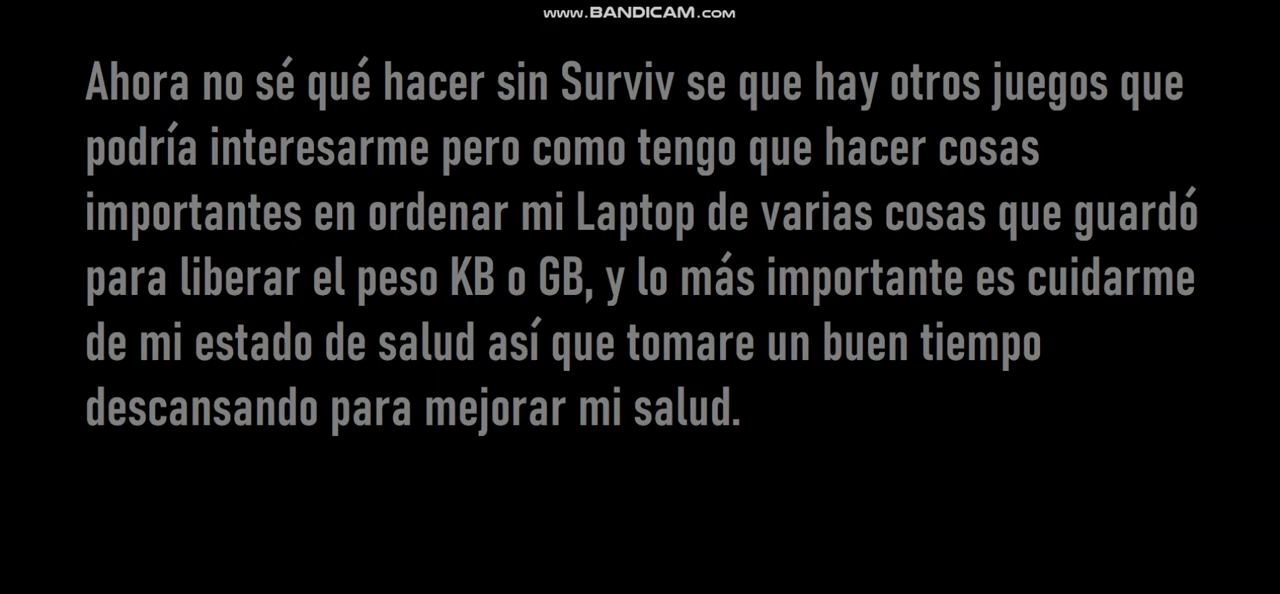 www.BANDICAM.com
Ahora no sé qué hacer sin Surviv se que hay otros juegos que
podría interesarme pero como tengo que hacer cosas
importantes en ordenar mi Laptop de varias cosas que guardó
para liberar el peso KB o GB, y lo más importante es cuidarme
de mi estado de salud así que tomare un buen tiempo
descansando para mejorar mi salud.